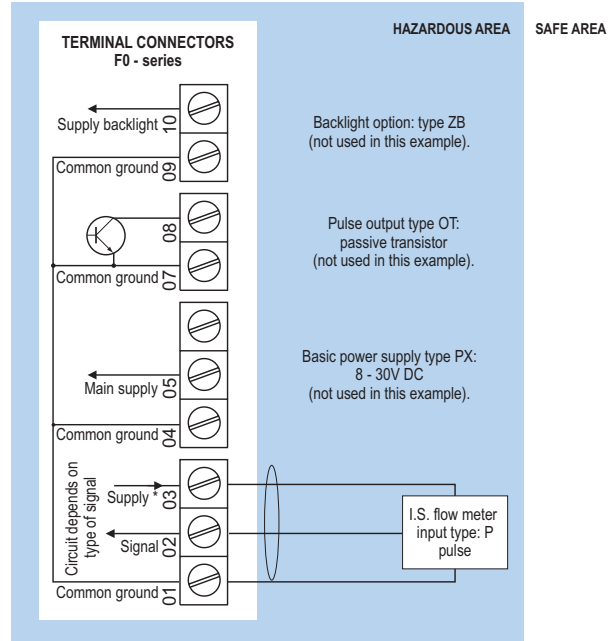 HAZARDOUS AREA
SAFE AREA
TERMINAL CONNECTORS
F0 - series
Supply backlight
10
Common ground
09
Backlight option: type ZB
(not used in this example).
08
Common ground
07
Pulse output type OT:
passive transistor
(not used in this example).
Main supply
05
Common ground
04
Basic power supply type PX:
8 - 30V DC
(not used in this example).
Circuit depends on
type of signal
Supply *
03
Signal
02
Common ground
01
I.S. flow meter
input type: P
pulse